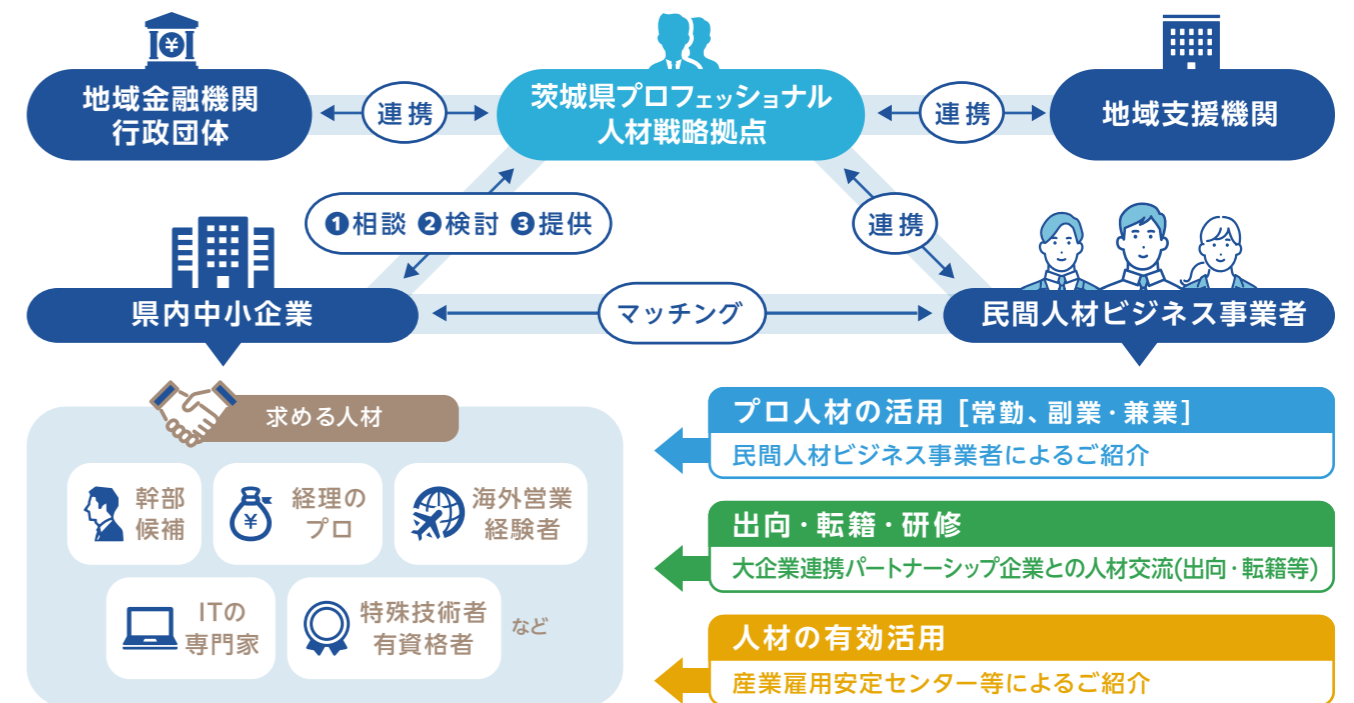 地域金融機関
行政団体
連携
茨城県プロフェッショナル
人材戦略拠点
連携
地域支援機関
❶相談 ❷検討 ❸提供
連携
県内中小企業
マッチング
民間人材ビジネス事業者
求める人材
幹部
候補
¥
経理の
プロ
海外営業
経験者
ITの
専門家
特殊技術者
有資格者
など
プロ人材の活用 [常勤、副業・兼業]
民間人材ビジネス事業者によるご紹介
出向・転籍・研修
大企業連携パートナーシップ企業との人材交流(出向・転籍等)
人材の有効活用
産業雇用安定センター等によるご紹介